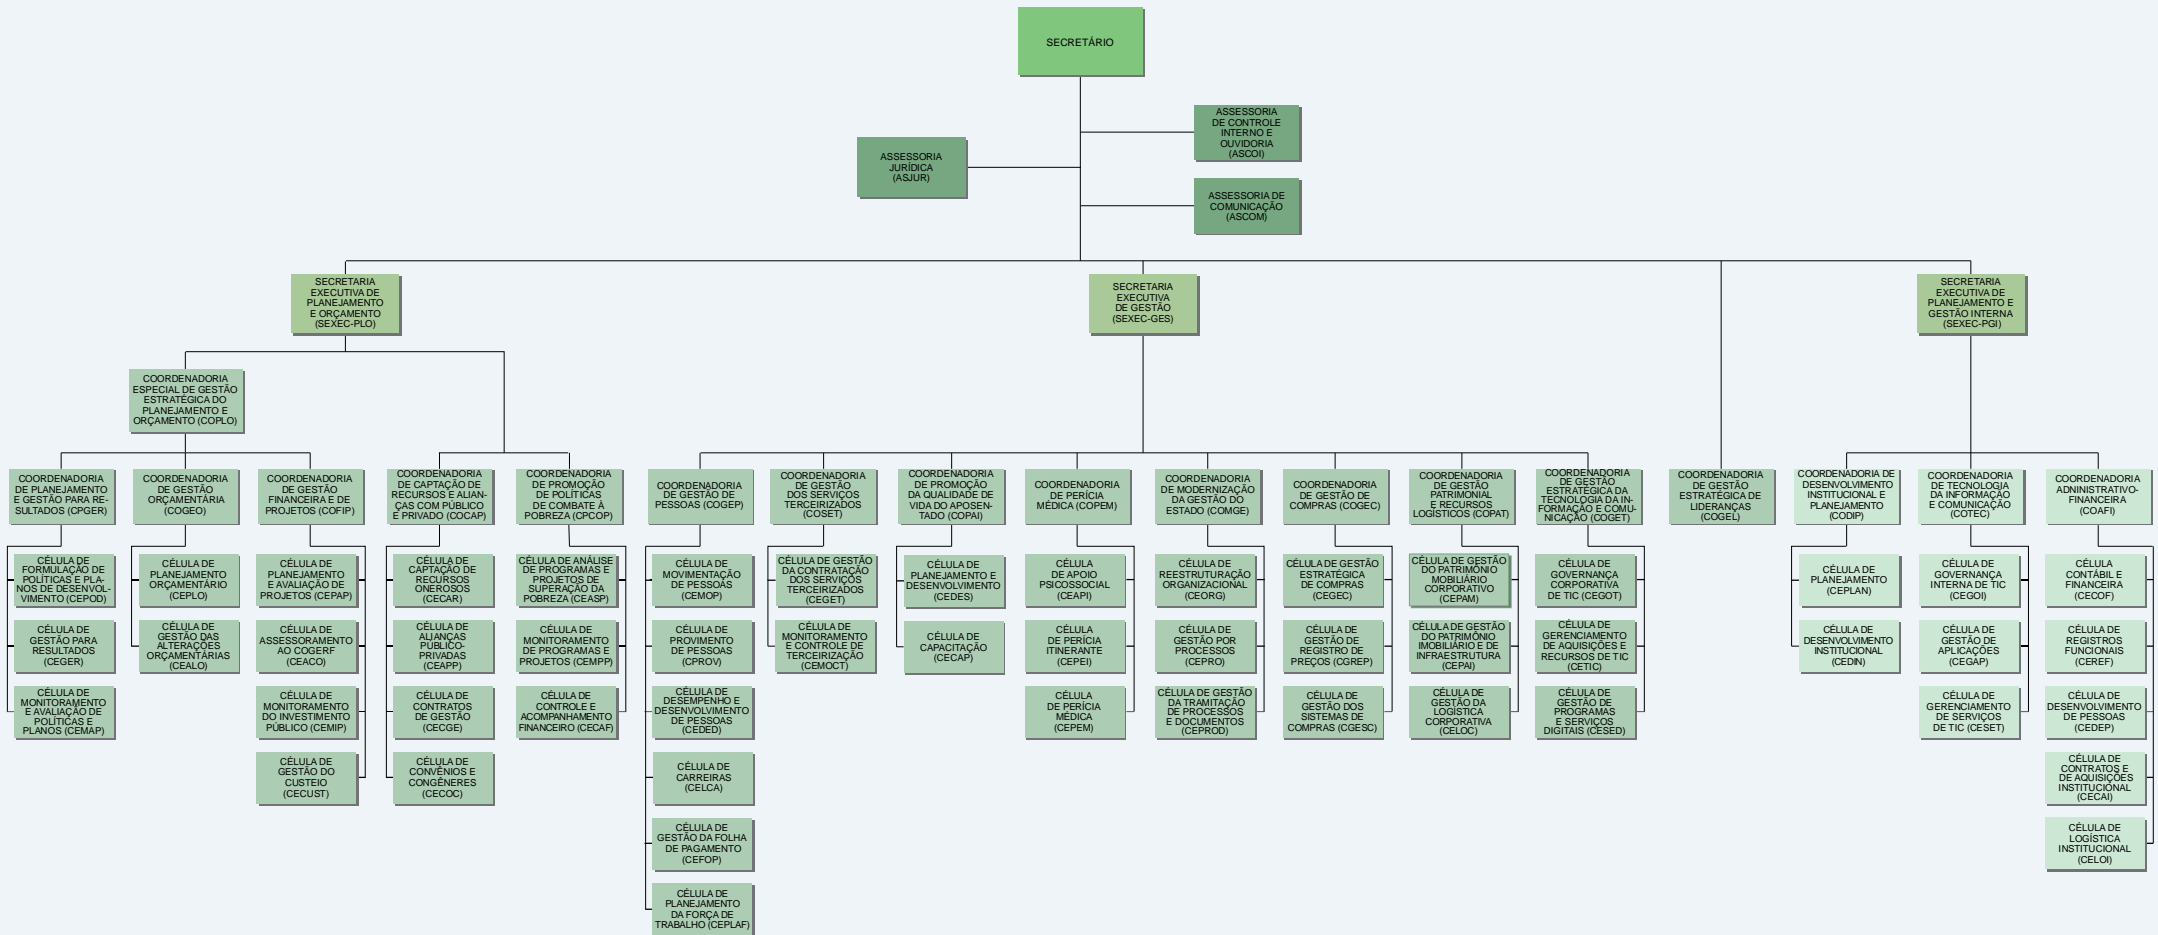 SECRETÁRIO
ASSESSORIA
DE CONTROLE
INTERNO E
OUVIDORIA
(ASCOI)
ASSESSORIA
JURÍDICA
(ASJUR)
ASSESSORIA DE
COMUNICAÇÃO
(ASCOM)
SECRETARIA
EXECUTIVA DE
PLANEJAMENTO
E ORÇAMENTO
(SEXEC-PLO)
SECRETARIA
EXECUTIVA
DE GESTÃO
(SEXEC-GES)
SECRETARIA
EXECUTIVA DE
PLANEJAMENTO E
GESTÃO INTERNA
(SEXEC-PGI)
COORDENADORIA
ESPECIAL DE GESTÃO
ESTRATÉGICA DO
PLANEJAMENTO E
ORÇAMENTO (COPLO)
COORDENADORIA
DE PLANEJAMENTO
E GESTÃO PARA RE-
SULTADOS (CPGER)
COORDENADORIA
DE GESTÃO
ORÇAMENTÁRIA
(COGEO)
COORDENADORIA
DE GESTÃO
FINANCEIRA E DE
PROJETOS (COFIP)
COORDENADORIA
DE CAPTAÇÃO DE
RECURSOS E ALIAN-
ÇAS COM PÚBLICO
E PRIVADO (COCAP)
COORDENADORIA
DE PROMOÇÃO
DE POLÍTICAS
DE COMBATE À
POBREZA (CPCOP)
COORDENADORIA
DE GESTÃO DE
PESSOAS (COGEP)
COORDENADORIA
DE GESTÃO
DOS SERVIÇOS
TERCEIRIZADOS
(COSET)
COORDENADORIA
DE PROMOÇÃO
DA QUALIDADE DE
VIDA DO APOSEN-
TADO (COPAI)
COORDENADORIA
DE PERÍCIA
MÉDICA (COPEM)
COORDENADORIA
DE MODERNIZAÇÃO
DA GESTÃO DO
ESTADO (COMGE)
COORDENADORIA
DE GESTÃO DE
COMPRAS (COGEC)
COORDENADORIA
DE GESTÃO
PATRIMONIAL
E RECURSOS
LOGÍSTICOS (COPAT)
COORDENADORIA
DE GESTÃO
ESTRATÉGICA DA
TECNOLOGIA DA IN-
FORMAÇÃO E COMU-
NICAÇÃO (COGET)
COORDENADORIA
DE GESTÃO
ESTRATÉGICA DE
LIDERANÇAS
(COGEL)
COORDENADORIA DE
DESENVOLVIMENTO
INSTITUCIONAL E
PLANEJAMENTO
(CODIP)
COORDENADORIA
DE TECNOLOGIA
DA INFORMAÇÃO
E COMUNICAÇÃO
(COTEC)
COORDENADORIA
ADNINISTRATIVO-
FINANCEIRA
(COAFI)
CÉLULA DE
FORMULAÇÃO DE
POLÍTICAS E PLA-
NOS DE DESENVOL-
VIMENTO (CEPOD)
CÉLULA DE
GESTÃO PARA
RESULTADOS
(CEGER)
CÉLULA DE
MONITORAMENTO
E AVALIAÇÃO DE
POLÍTICAS E
PLANOS (CEMAP)
CÉLULA DE
PLANEJAMENTO
ORÇAMENTÁRIO
(CEPLO)
CÉLULA DE
GESTÃO DAS
ALTERAÇÕES
ORÇAMENTÁRIAS
(CEALO)
CÉLULA DE
PLANEJAMENTO
E AVALIAÇÃO DE
PROJETOS (CEPAP)
CÉLULA DE
ASSESSORAMENTO
AO COGERF
(CEACO)
CÉLULA DE
MONITORAMENTO
DO INVESTIMENTO
PÚBLICO (CEMIP)
CÉLULA DE
GESTÃO DO
CUSTEIO
(CECUST)
CÉLULA DE
CAPTAÇÃO DE
RECURSOS
ONEROSOS
(CECAR)
CÉLULA DE
ALIANÇAS
PÚBLICO-
PRIVADAS
(CEAPP)
CÉLULA DE
CONTRATOS
DE GESTÃO
(CECGE)
CÉLULA DE
CONVÊNIOS E
CONGÊNERES
(CECOC)
CÉLULA DE ANÁLISE
DE PROGRAMAS E
PROJETOS DE
SUPERAÇÃO DA
POBREZA (CEASP)
CÉLULA DE
MONITORAMENTO
DE PROGRAMAS E
PROJETOS (CEMPP)
CÉLULA DE
CONTROLE E
ACOMPANHAMENTO
FINANCEIRO (CECAF)
CÉLULA DE
MOVIMENTAÇÃO
DE PESSOAS
(CEMOP)
CÉLULA DE
PROVIMENTO
DE PESSOAS
(CPROV)
CÉLULA DE
DESEMPENHO E
DESENVOLVIMENTO
DE PESSOAS
(CEDED)
CÉLULA DE
CARREIRAS
(CELCA)
CÉLULA DE
GESTÃO DA FOLHA
DE PAGAMENTO
(CEFOP)
CÉLULA DE
PLANEJAMENTO
DA FORÇA DE
TRABALHO (CEPLAF)
CÉLULA DE GESTÃO
DA CONTRATAÇÃO
DOS SERVIÇOS
TERCEIRIZADOS
(CEGET)
CÉLULA DE
MONITORAMENTO
E CONTROLE DE
TERCEIRIZAÇÃO
(CEMOCT)
CÉLULA DE
PLANEJAMENTO E
DESENVOLVIMENTO
(CEDES)
CÉLULA DE
CAPACITAÇÃO
(CECAP)
CÉLULA
DE APOIO
PSICOSSOCIAL
(CEAPI)
CÉLULA
DE PERÍCIA
ITINERANTE
(CEPEI)
CÉLULA
DE PERÍCIA
MÉDICA
(CEPEM)
CÉLULA DE
REESTRUTURAÇÃO
ORGANIZACIONAL
(CEORG)
CÉLULA DE
GESTÃO POR
PROCESSOS
(CEPRO)
CÉLULA DE GESTÃO
DA TRAMITAÇÃO
DE PROCESSOS
E DOCUMENTOS
(CEPROD)
CÉLULA DE GESTÃO
ESTRATÉGICA
DE COMPRAS
(CEGEC)
CÉLULA DE
GESTÃO DE
REGISTRO DE
PREÇOS (CGREP)
CÉLULA DE
GESTÃO DOS
SISTEMAS DE
COMPRAS (CGESC)
CÉLULA DE GESTÃO
DO PATRIMÔNIO
MOBILIÁRIO
CORPORATIVO
(CEPAM)
CÉLULA DE GESTÃO
DO PATRIMÔNIO
IMOBILIÁRIO E DE
INFRAESTRUTURA
(CEPAI)
CÉLULA DE
GESTÃO DA
LOGÍSTICA
CORPORATIVA
(CELOC)
CÉLULA DE
GOVERNANÇA
CORPORATIVA
DE TIC (CEGOT)
CÉLULA DE
GERENCIAMENTO
DE AQUISIÇÕES E
RECURSOS DE TIC
(CETIC)
CÉLULA DE
GESTÃO DE
PROGRAMAS
E SERVIÇOS
DIGITAIS (CESED)
CÉLULA DE
PLANEJAMENTO
(CEPLAN)
CÉLULA DE
DESENVOLVIMENTO
INSTITUCIONAL
(CEDIN)
CÉLULA DE
GOVERNANÇA
INTERNA DE TIC
(CEGOI)
CÉLULA DE
GESTÃO DE
APLICAÇÕES
(CEGAP)
CÉLULA DE
GERENCIAMENTO
DE SERVIÇOS
DE TIC (CESET)
CÉLULA
CONTÁBIL E
FINANCEIRA
(CECOF)
CÉLULA DE
REGISTROS
FUNCIONAIS
(CEREF)
CÉLULA DE
DESENVOLVIMENTO
DE PESSOAS
(CEDEP)
CÉLULA DE
CONTRATOS E
DE AQUISIÇÕES
INSTITUCIONAL
(CECAI)
CÉLULA DE
LOGÍSTICA
INSTITUCIONAL
(CELOI)